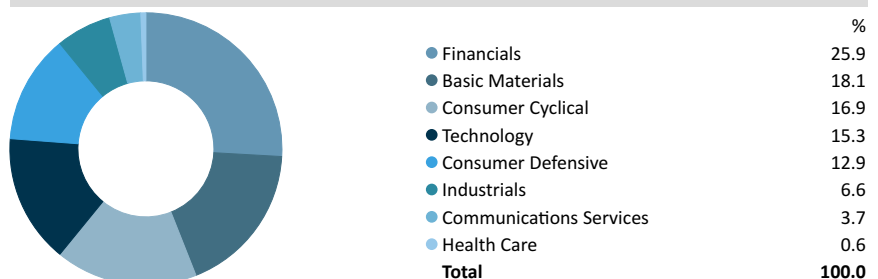 %
Financials 25.9
Basic Materials 18.1
Consumer Cyclical 16.9
Technology 15.3
Consumer Defensive 12.9
Industrials 6.6
Communications Services 3.7
Health Care 0.6
Total 100.0